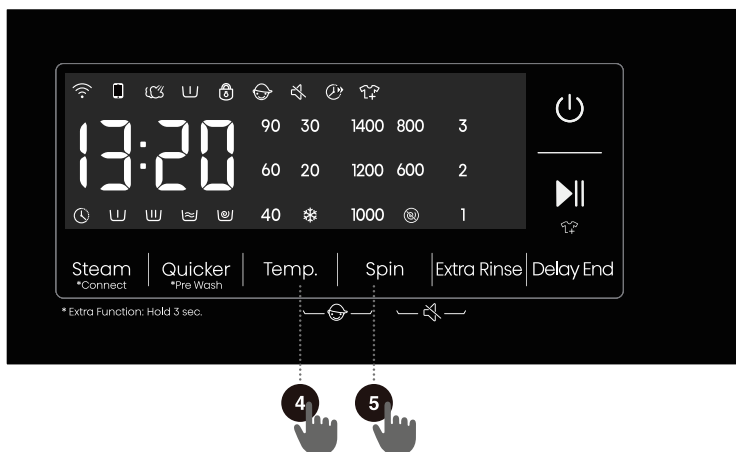 13:20
90 30 1400 800 3
60 20 1200 600 2
40 1000 1
Steam Quicker Temp. Spin Extra Rinse Delay End
*Connect *Pre Wash
* Extra Function: Hold 3 sec.
4 5